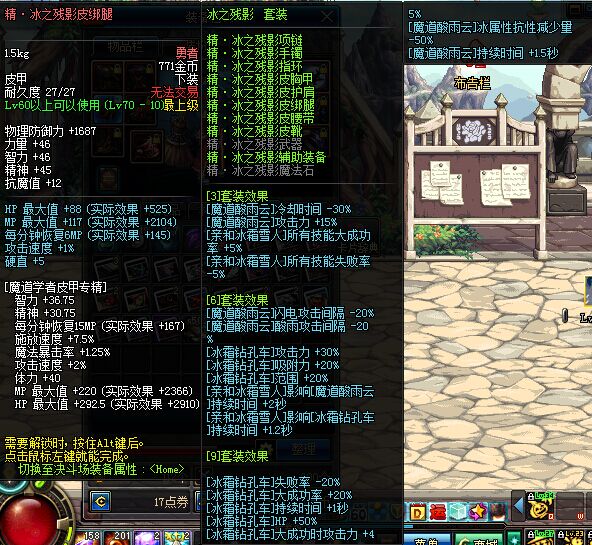 精·冰之残影皮绑腿
15kg
勇者
771金币
皮甲
下装
耐久度 27/27
无法交易
Lv60以上可以使用 (Lv70 - 10)最上级
物理防御力 +1687
力量 +46
智力 +46
精神 +45
抗魔值 +12
HP 最大值 +88 (实际效果 +525)
MP 最大值 +117 (实际效果 +2104)
每分钟恢复6MP (实际效果 +145)
攻击速度 +1%
硬直 +5
[魔道学者皮甲专精]
智力 +36.75
精神 +30.75
每分钟恢复15MP (实际效果 +167)
施放速度 +7.5%
魔法暴击率 +1.25%
攻击速度 +2%
体力 +40
MP 最大值 +220 (实际效果 +2366)
HP 最大值 +292.5 (实际效果 +2910)
需要解锁时, 按住Alt键后。
点击鼠标左键就能完成。
切换至决斗场装备属性:<Home>
冰之残影 套装
精·冰之残影项链
精·冰之残影手镯
精·冰之残影指环
精·冰之残影皮胸甲
精·冰之残影皮护肩
精·冰之残影皮绑腿
精·冰之残影皮腰带
精·冰之残影皮靴
精·冰之残影武器
精·冰之残影辅助装备
精·冰之残影魔法石
[3]套装效果
[魔道酸雨云]冷却时间 -30%
[魔道酸雨云]攻击力 +15%
[亲和冰霜雪人]所有技能大成功
率 +5%
[亲和冰霜雪人]所有技能失败率
-5%
[6]套装效果
[魔道酸雨云]闪电攻击间隔 -20%
[魔道酸雨云]酸雨攻击间隔 -20
%
[冰霜钻孔车]攻击力 +30%
[冰霜钻孔车]吸附力 +20%
[冰霜钻孔车]范围 +20%
[亲和冰霜雪人]影响[魔道酸雨云
]持续时间 +2秒
[亲和冰霜雪人]影响[冰霜钻孔车
]持续时间 +1.2秒
[9]套装效果
[冰霜钻孔车]失败率 -20%
[冰霜钻孔车]大成功率 +20%
[冰霜钻孔车]持续时间 +1秒
[冰霜钻孔车]HP +50%
[冰霜钻孔车]大成功时攻击力 +4
5%
[魔道酸雨云]冰属性抗性减少量
-50%
[魔道酸雨云]持续时间 +1.5秒
布告栏
物品栏
整理
17点券
158
201
2
2
Lv34
菜单
商城
Lv.23